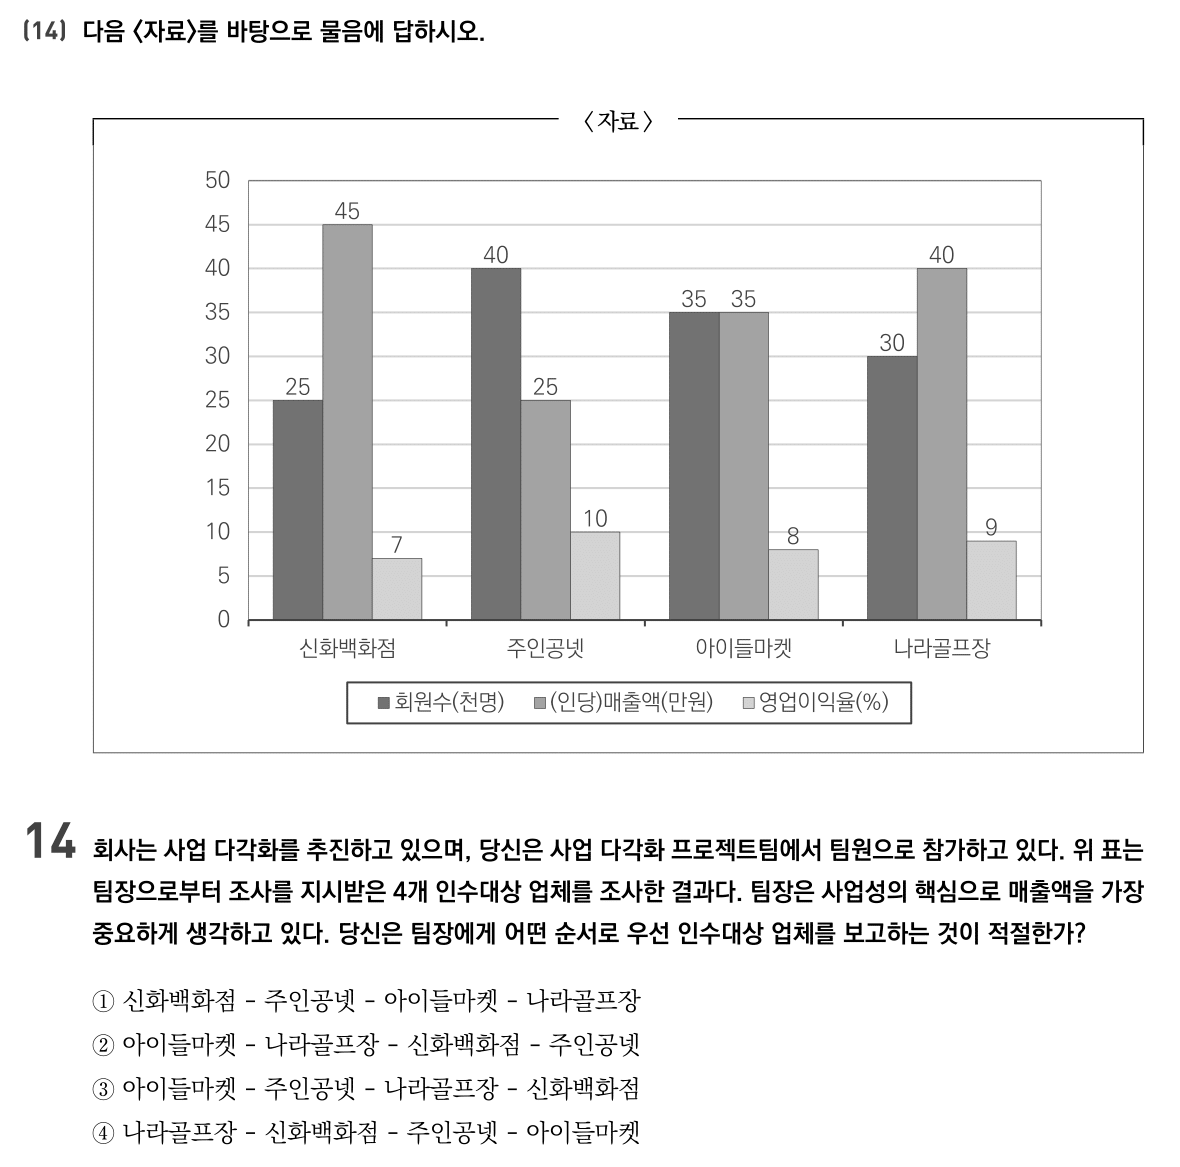 (14) 다음 〈자료〉를 바탕으로 물음에 답하시오.
〈자료〉
50
45
40
35
30
25
20
15
10
5
0
25
45
7
40
25
10
35
35
8
30
40
9
신화백화점
주인공넷
아이들마켓
나라골프장
회원수(천명) (인당)매출액(만원) 영업이익율(%)
14 회사는 사업 다각화를 추진하고 있으며, 당신은 사업 다각화 프로젝트팀에서 팀원으로 참가하고 있다. 위 표는
팀장으로부터 조사를 지시받은 4개 인수대상 업체를 조사한 결과다. 팀장은 사업성의 핵심으로 매출액을 가장
중요하게 생각하고 있다. 당신은 팀장에게 어떤 순서로 우선 인수대상 업체를 보고하는 것이 적절한가?
① 신화백화점 - 주인공넷 - 아이들마켓 - 나라골프장
② 아이들마켓 - 나라골프장 - 신화백화점 - 주인공넷
③ 아이들마켓 - 주인공넷 - 나라골프장 - 신화백화점
④ 나라골프장 - 신화백화점 - 주인공넷 - 아이들마켓